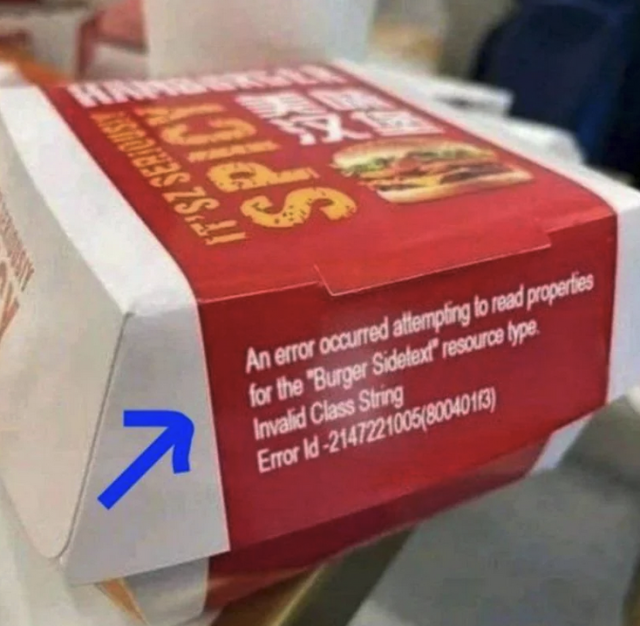 HAMBURGER
SPICY
IT'SZ SERIOUSLY
An error occurred attempting to read properties
for the "Burger Sidetext" resource type.
Invalid Class String
Error Id -2147221005(800401f3)